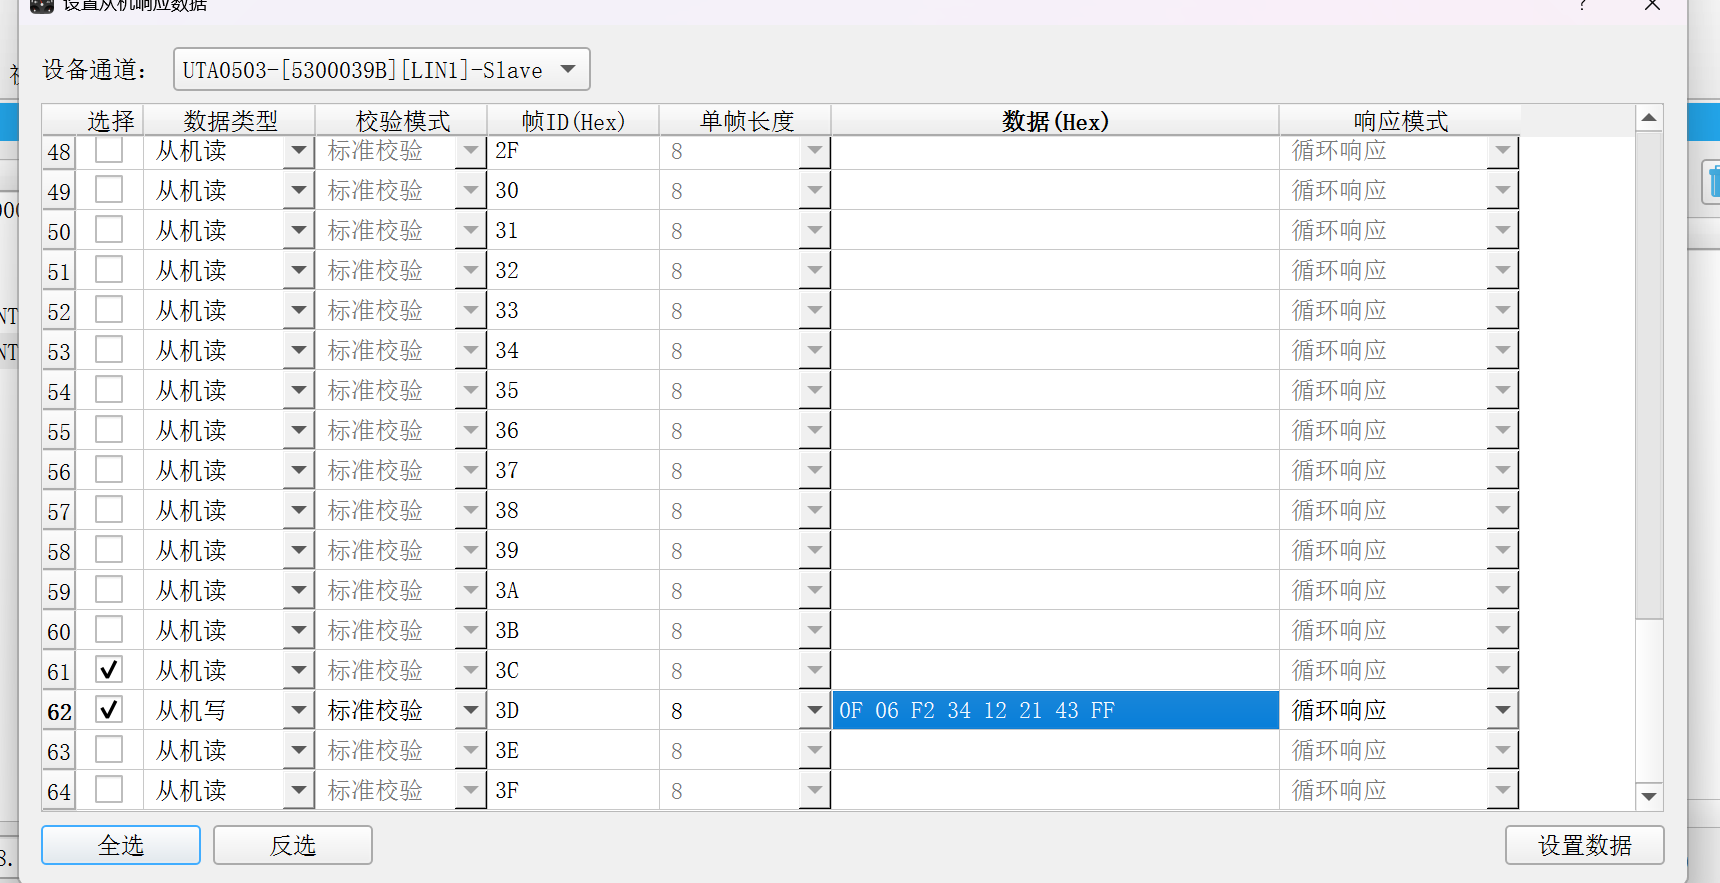 设置从机响应数据
设备通道： UTA0503-[5300039B][LIN1]-Slave
选择 数据类型 校验模式 帧ID(Hex) 单帧长度 数据(Hex) 响应模式
48 从机读 标准校验 2F 8 循环响应
49 从机读 标准校验 30 8 循环响应
50 从机读 标准校验 31 8 循环响应
51 从机读 标准校验 32 8 循环响应
52 从机读 标准校验 33 8 循环响应
53 从机读 标准校验 34 8 循环响应
54 从机读 标准校验 35 8 循环响应
55 从机读 标准校验 36 8 循环响应
56 从机读 标准校验 37 8 循环响应
57 从机读 标准校验 38 8 循环响应
58 从机读 标准校验 39 8 循环响应
59 从机读 标准校验 3A 8 循环响应
60 从机读 标准校验 3B 8 循环响应
61 从机读 标准校验 3C 8 循环响应
62 从机写 标准校验 3D 8 0F 06 F2 34 12 21 43 FF 循环响应
63 从机读 标准校验 3E 8 循环响应
64 从机读 标准校验 3F 8 循环响应
全选 反选 设置数据